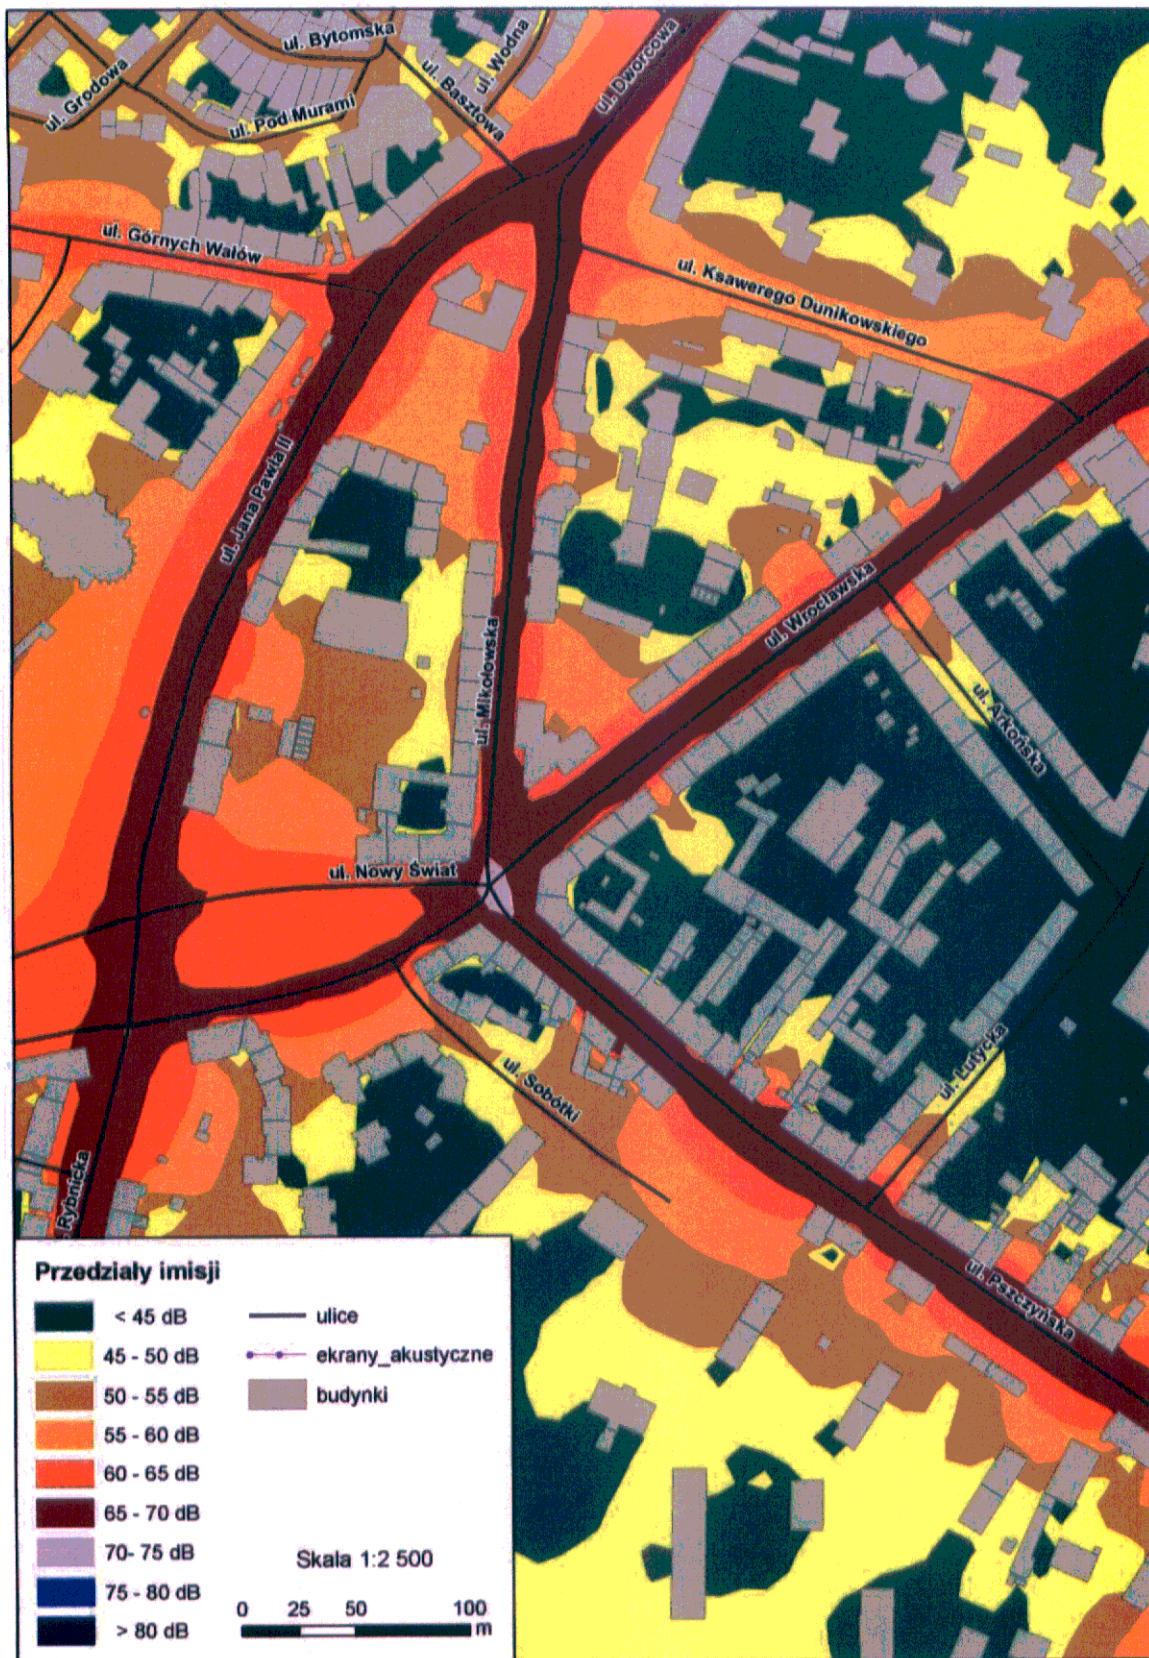 ul. Bytomska
ul. Wodna
ul. Dworcowa
ul. Grodowa
ul. Basztowa
ul. Pod Murami
ul. Górnych Wałów
ul. Ksawerego Dunikowskiego
ul. Jana Pawła II
ul. Wrocławska
ul. Mikołowska
ul. Arkońska
ul. Nowy Świat
ul. Lutycka
ul. Sobótki
Rybnicka
ul. Pszczyńska
Przedziały imisji
< 45 dB
45 - 50 dB
50 - 55 dB
55 - 60 dB
60 - 65 dB
65 - 70 dB
70- 75 dB
75 - 80 dB
> 80 dB
ulice
ekrany_akustyczne
budynki
Skala 1:2 500
0 25 50 100
m